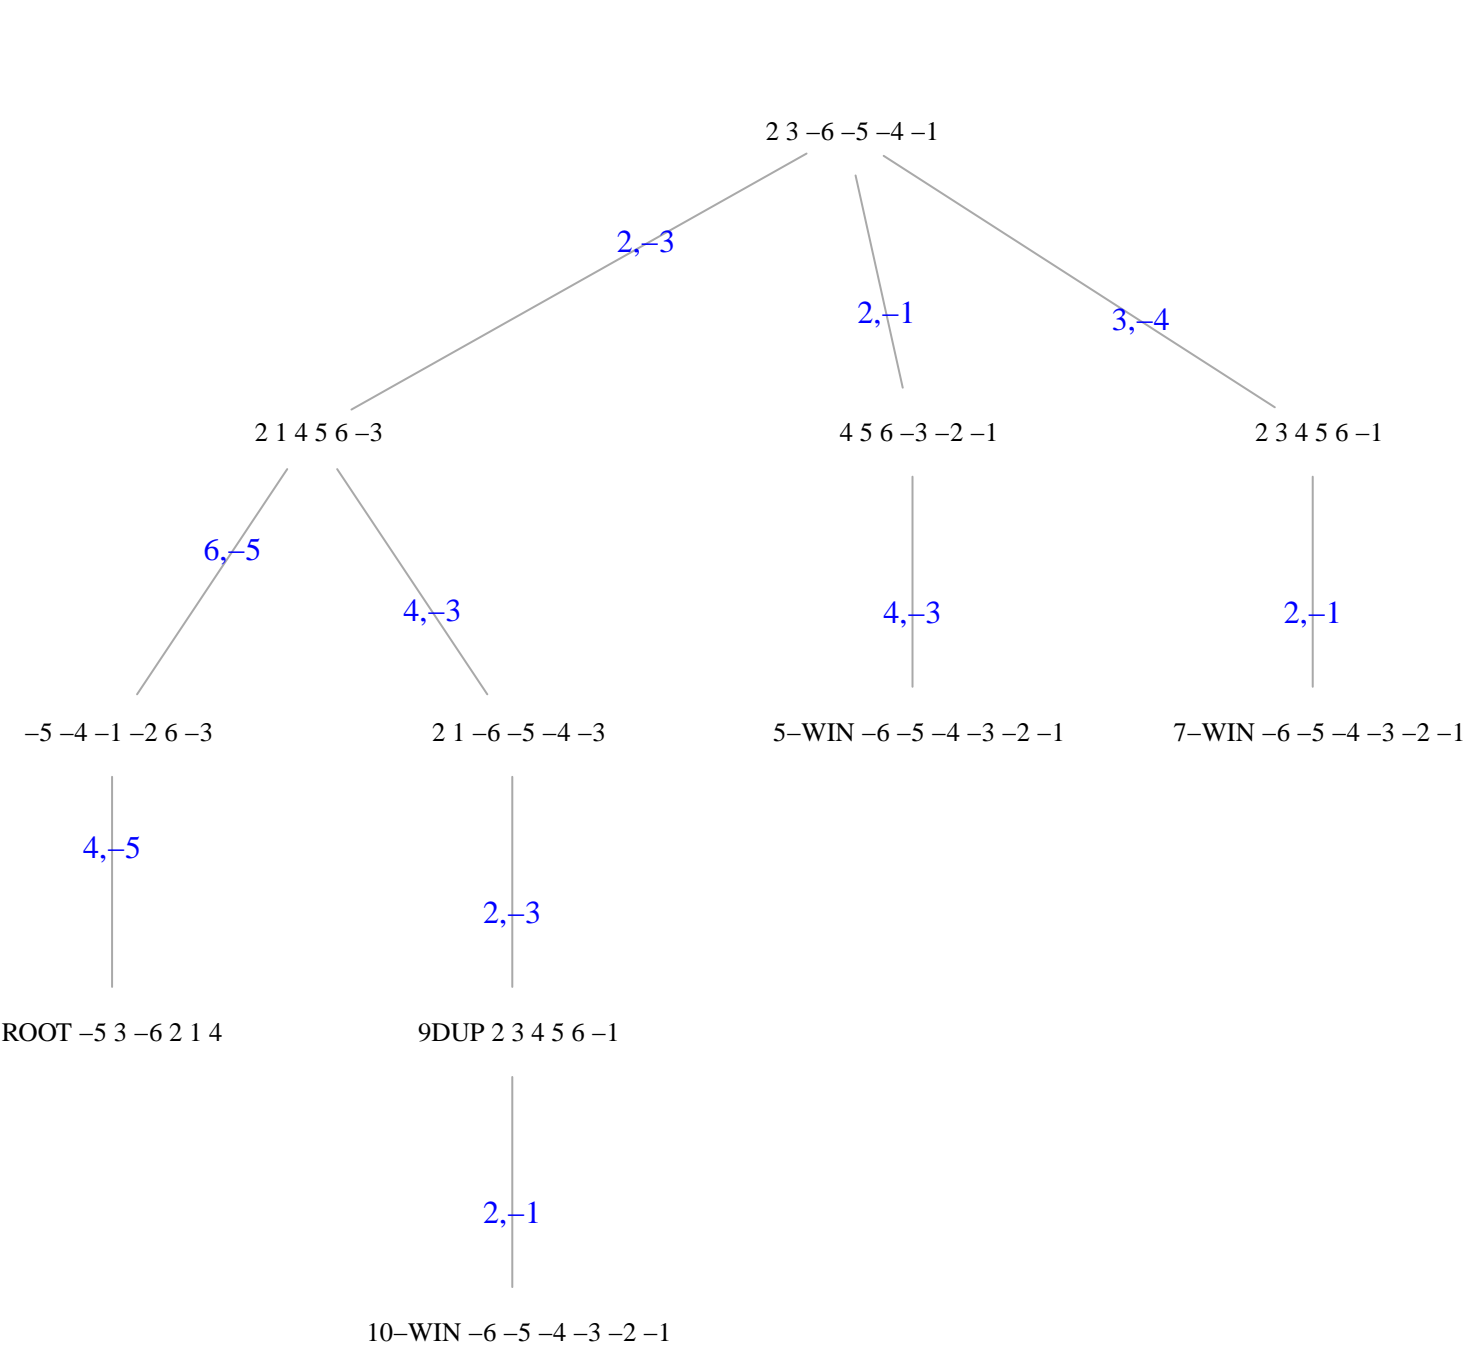 2 3 –6 –5 –4 –1
2,–3
2,–1
3,–4
2 1 4 5 6 –3
4 5 6 –3 –2 –1
2 3 4 5 6 –1
6,–5
4,–3
4,–3
2,–1
–5 –4 –1 –2 6 –3
2 1 –6 –5 –4 –3
5–WIN –6 –5 –4 –3 –2 –1
7–WIN –6 –5 –4 –3 –2 –1
4,–5
2,–3
ROOT –5 3 –6 2 1 4
9DUP 2 3 4 5 6 –1
2,–1
10–WIN –6 –5 –4 –3 –2 –1